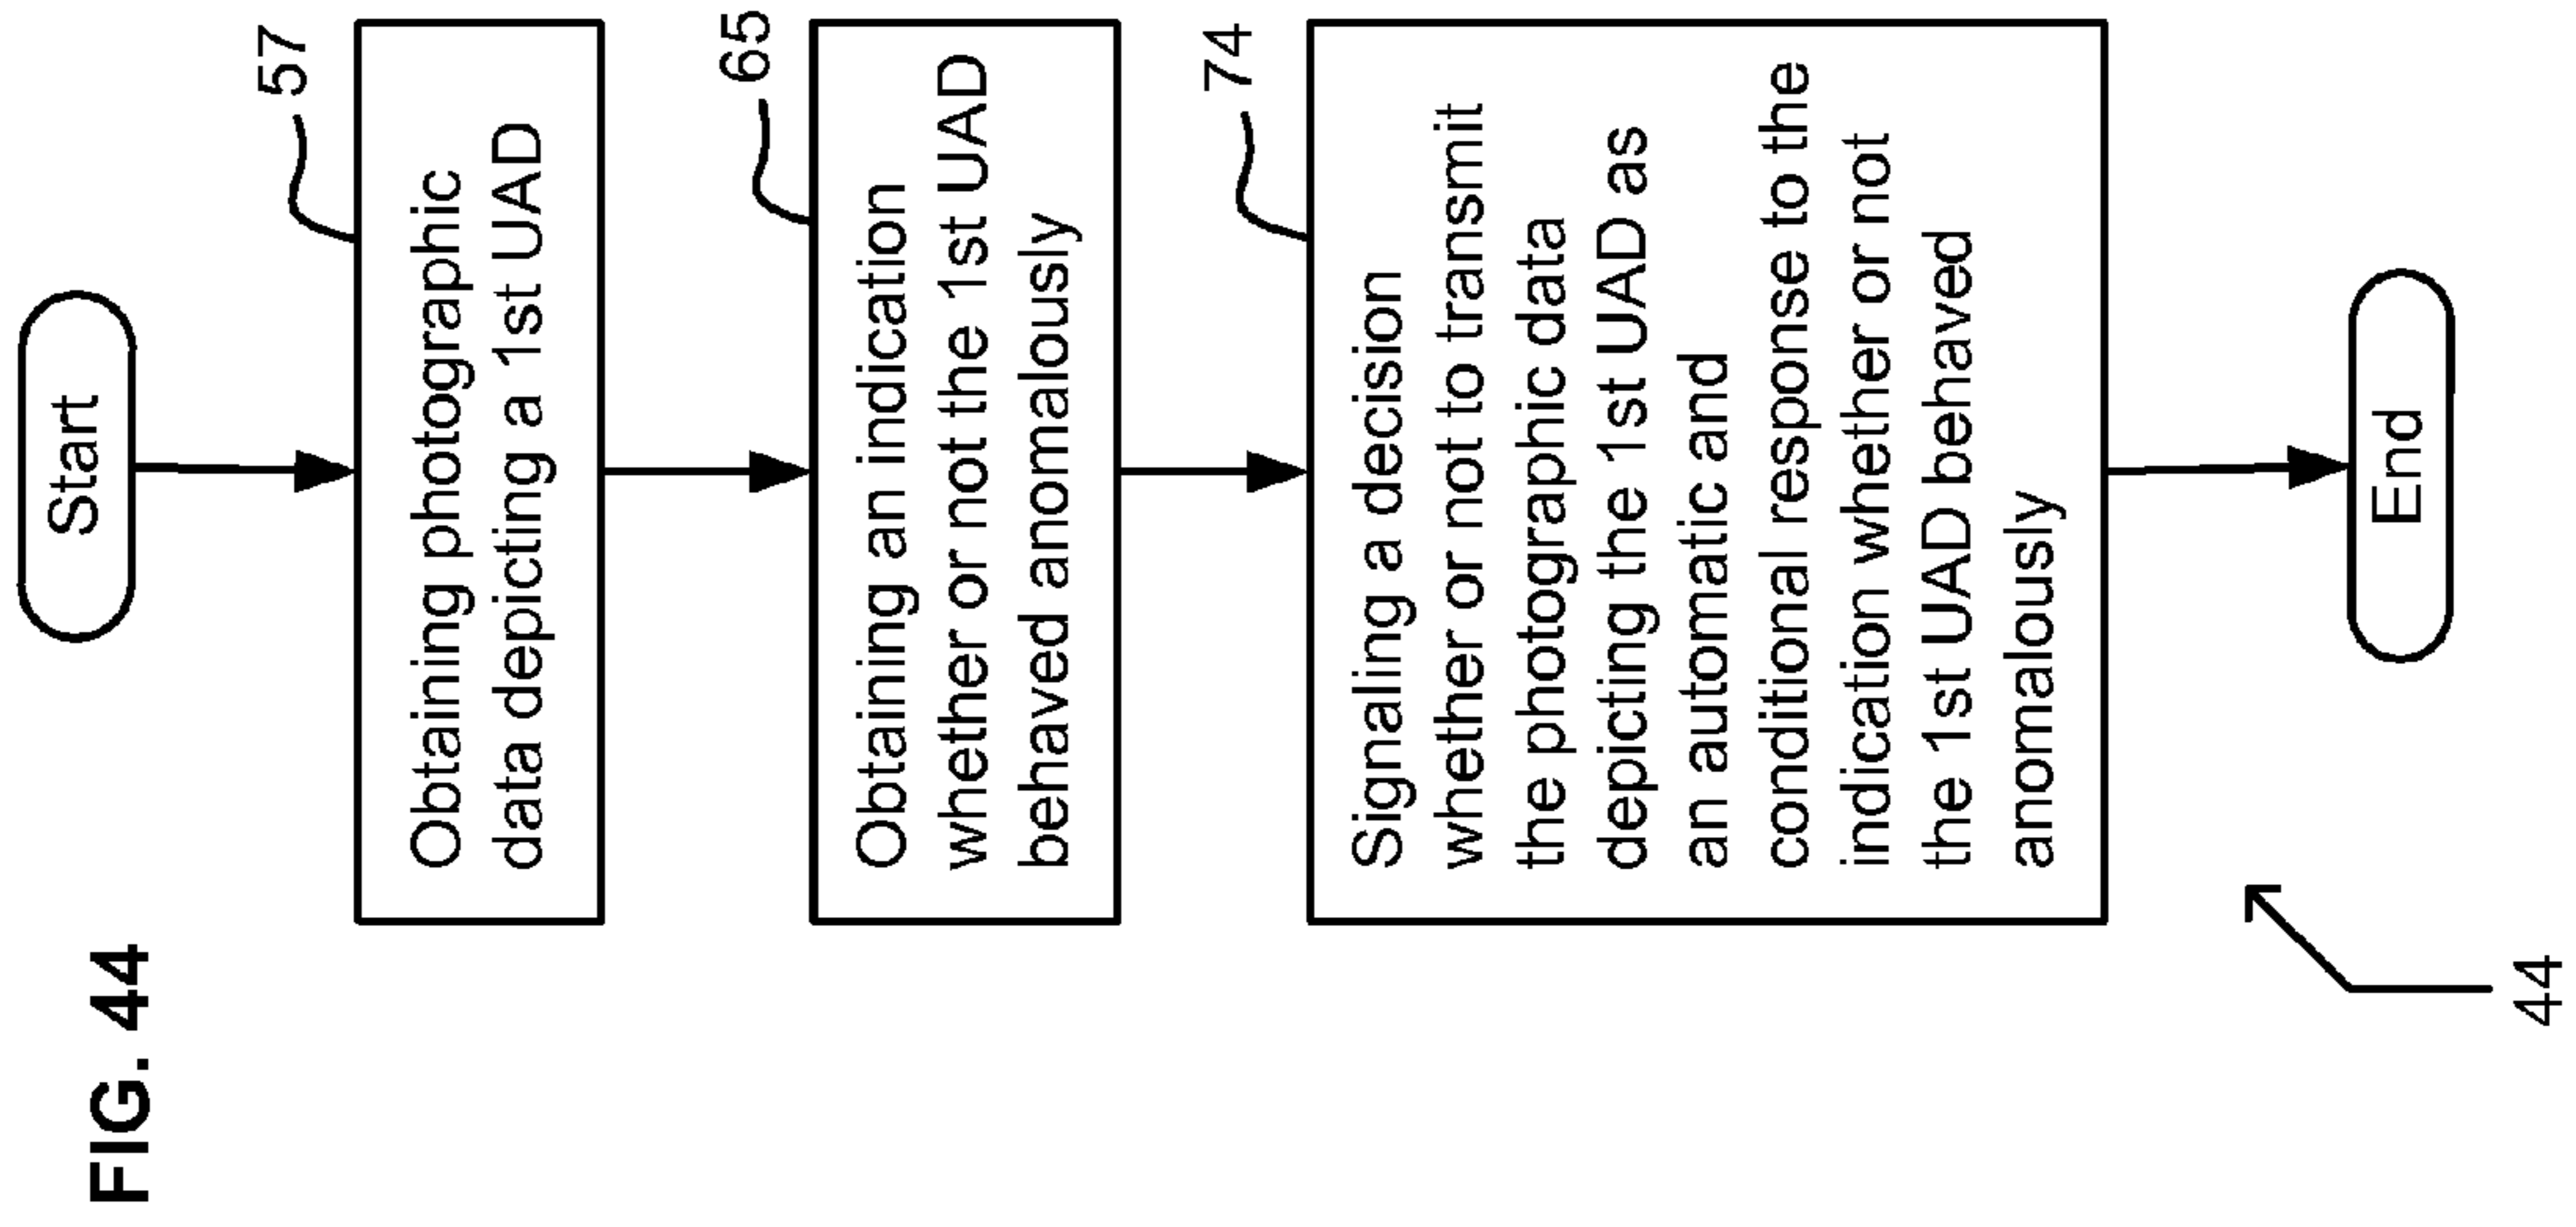 FIG. 44
Start
57
Obtaining photographic
data depicting a 1st UAD
65
Obtaining an indication
whether or not the 1st UAD
behaved anomalously
74
Signaling a decision
whether or not to transmit
the photographic data
depicting the 1st UAD as
an automatic and
conditional response to the
indication whether or not
the 1st UAD behaved
anomalously
End
44